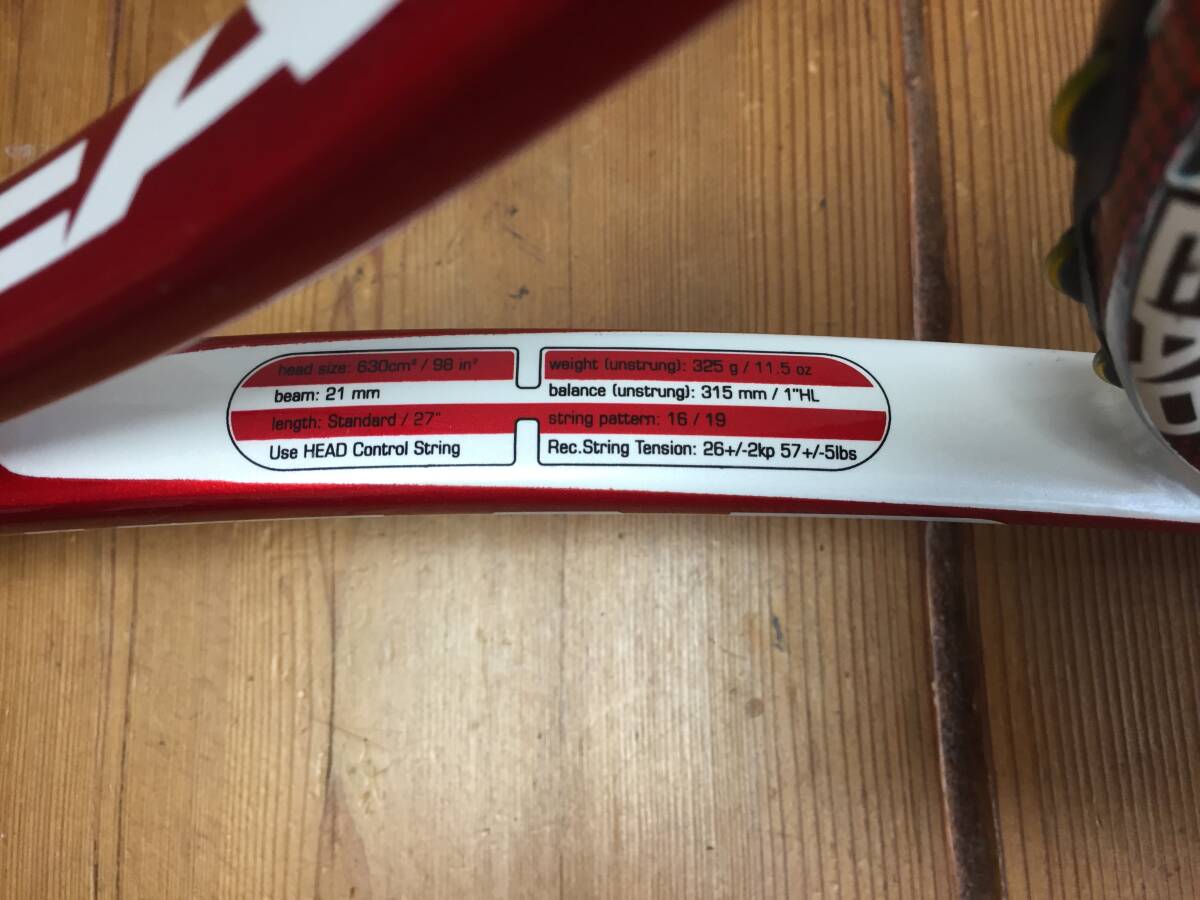 head size: 630cm² / 98 in²
beam: 21 mm
length: Standard / 27"
Use HEAD Control String
weight (unstrung): 325 g / 11.5 oz
balance (unstrung): 315 mm / 1"HL
string pattern: 16 / 19
Rec.String Tension: 26+/-2kp 57+/-5lbs
EAD